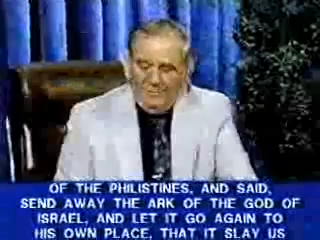 OF THE PHILISTINES, AND SAID,
SEND AWAY THE ARK OF THE GOD OF
ISRAEL, AND LET IT GO AGAIN TO
HIS OWN PLACE, THAT IT SLAY US